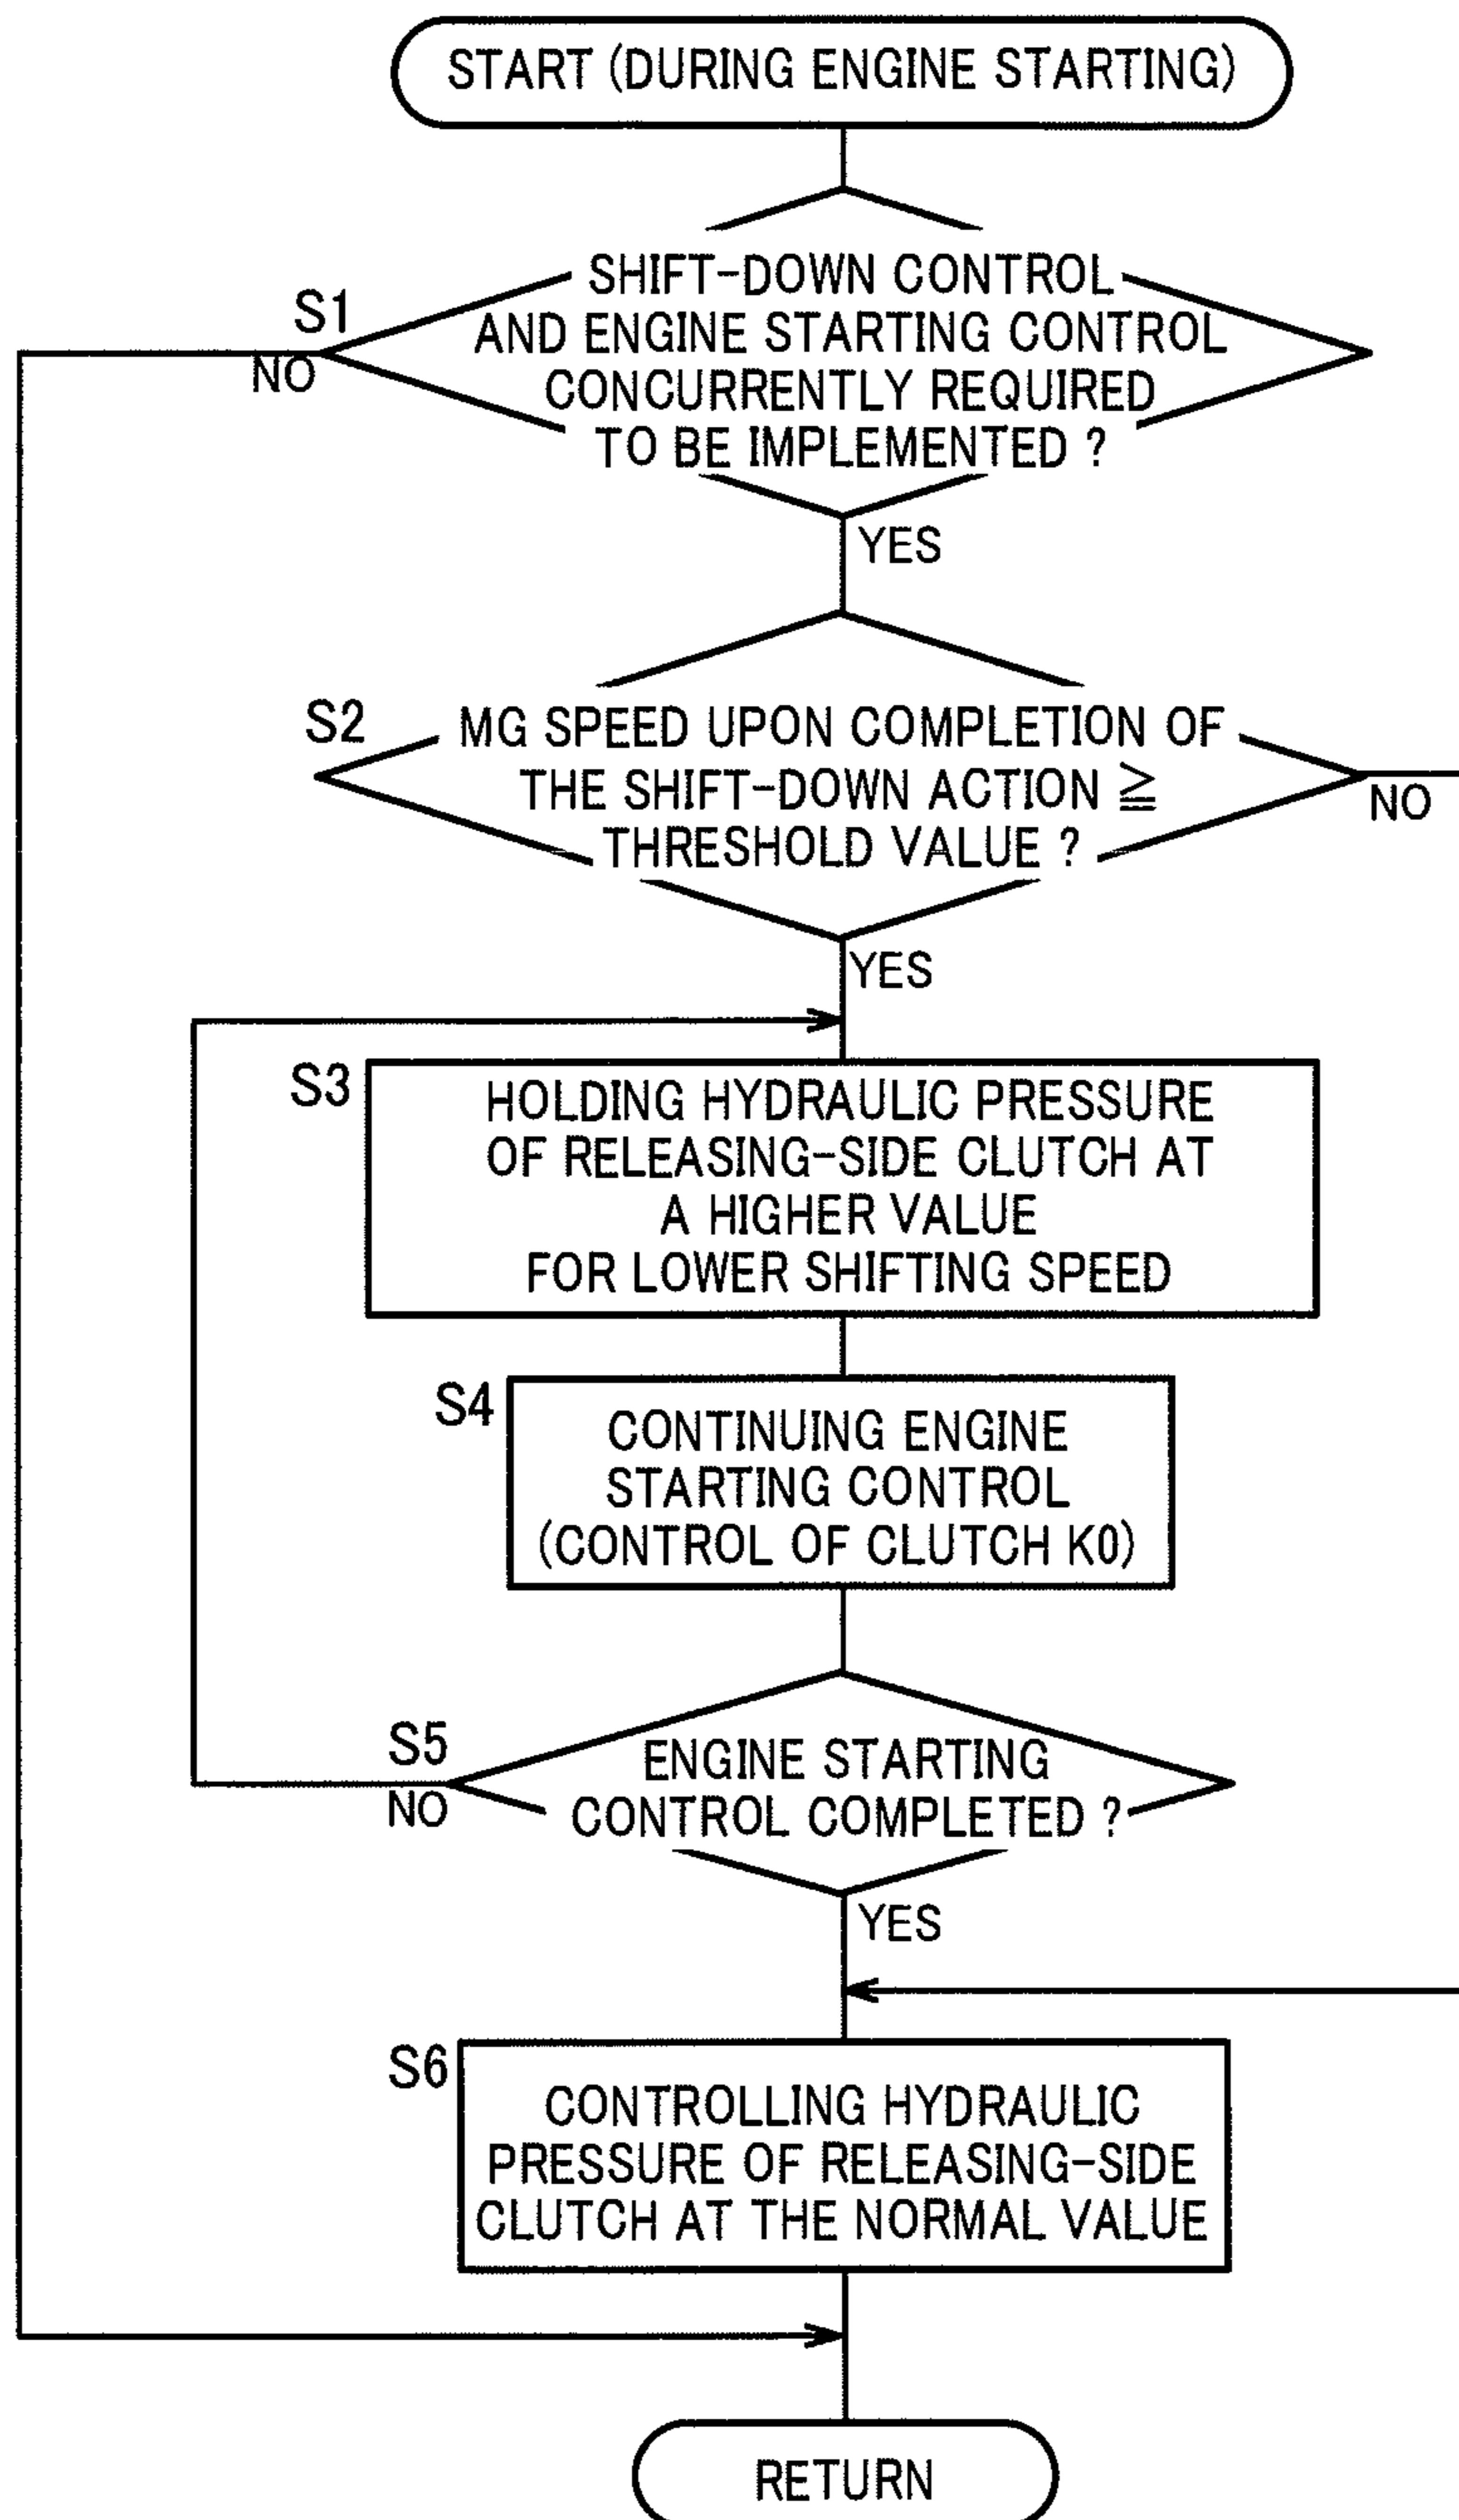 START (DURING ENGINE STARTING)
S1
SHIFT-DOWN CONTROL
AND ENGINE STARTING CONTROL
CONCURRENTLY REQUIRED
TO BE IMPLEMENTED ?
NO
YES
S2
MG SPEED UPON COMPLETION OF
THE SHIFT-DOWN ACTION ≧
THRESHOLD VALUE ?
NO
YES
S3
HOLDING HYDRAULIC PRESSURE
OF RELEASING-SIDE CLUTCH AT
A HIGHER VALUE
FOR LOWER SHIFTING SPEED
S4
CONTINUING ENGINE
STARTING CONTROL
(CONTROL OF CLUTCH K0)
S5
ENGINE STARTING
CONTROL COMPLETED ?
NO
YES
S6
CONTROLLING HYDRAULIC
PRESSURE OF RELEASING-SIDE
CLUTCH AT THE NORMAL VALUE
RETURN